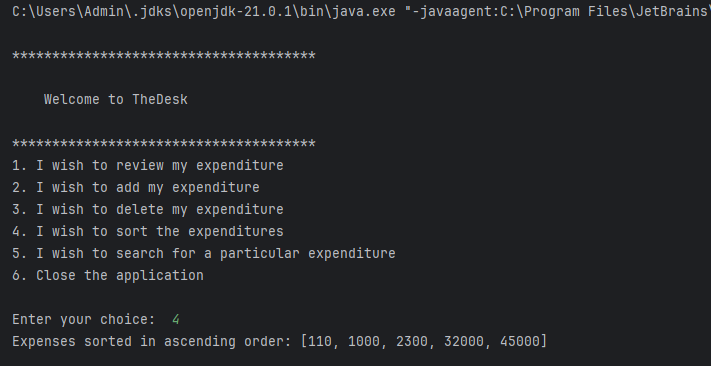 C:\Users\Admin\.jdks\openjdk-21.0.1\bin\java.exe "-javaagent:C:\Program Files\JetBrains\
**************************************
Welcome to TheDesk
**************************************
1. I wish to review my expenditure
2. I wish to add my expenditure
3. I wish to delete my expenditure
4. I wish to sort the expenditures
5. I wish to search for a particular expenditure
6. Close the application
Enter your choice:  4
Expenses sorted in ascending order: [110, 1000, 2300, 32000, 45000]